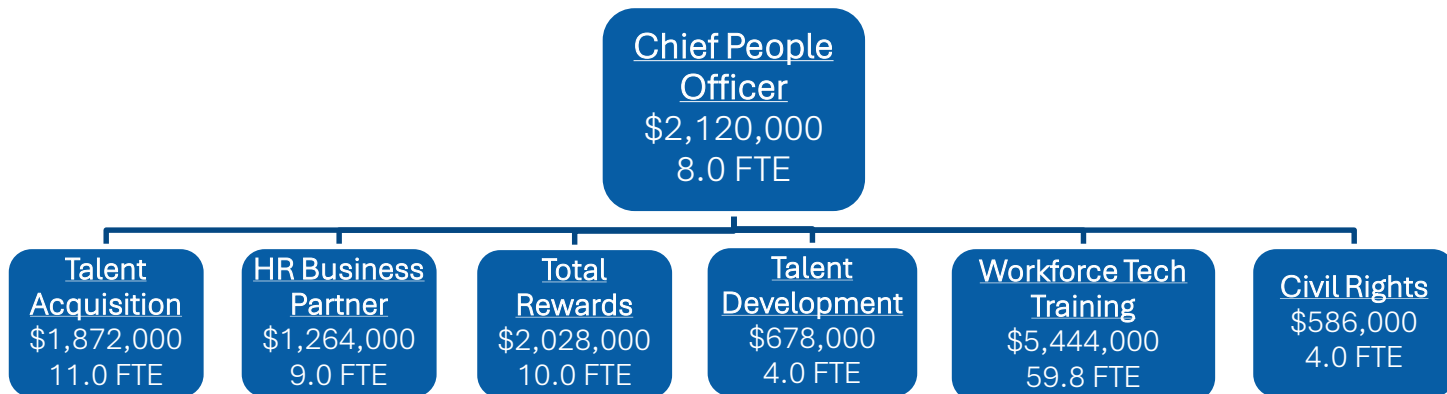 Chief People
Officer
$2,120,000
8.0 FTE
Talent
Acquisition
$1,872,000
11.0 FTE
HR Business
Partner
$1,264,000
9.0 FTE
Total
Rewards
$2,028,000
10.0 FTE
Talent
Development
$678,000
4.0 FTE
Workforce Tech
Training
$5,444,000
59.8 FTE
Civil Rights
$586,000
4.0 FTE